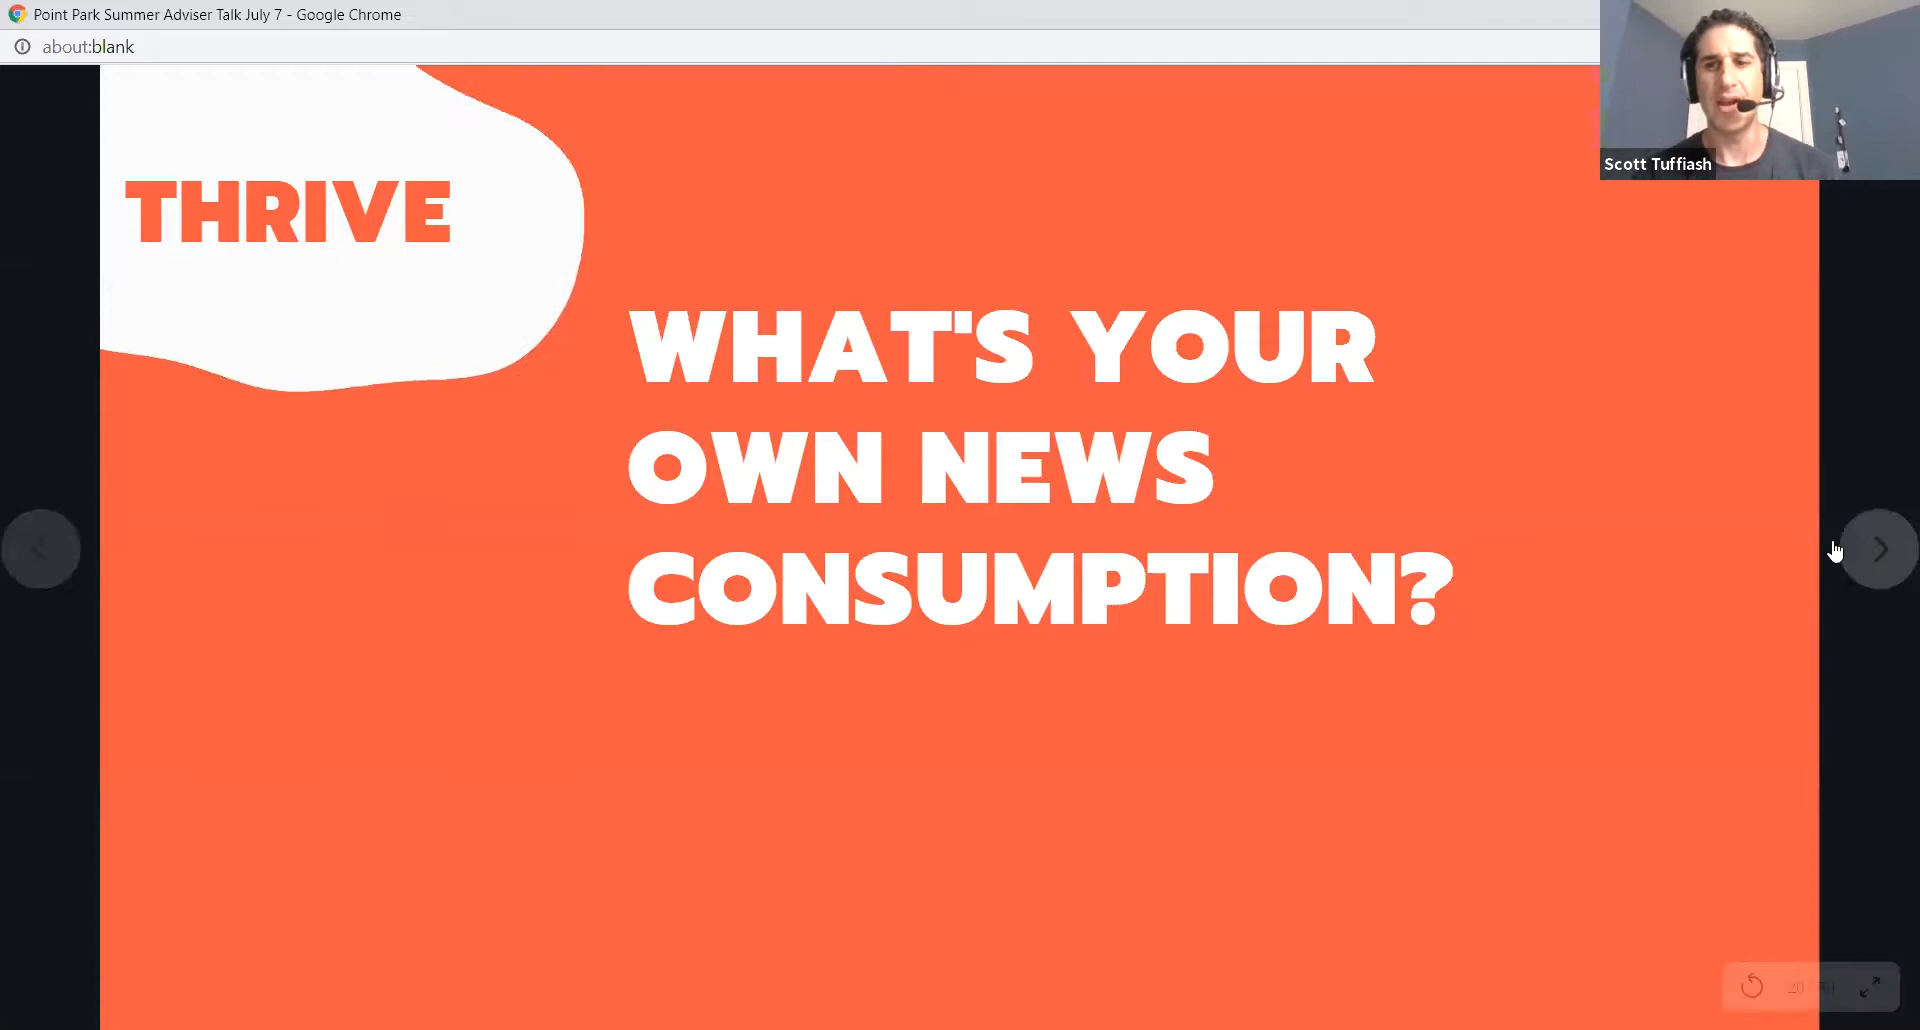 Point Park Summer Adviser Talk July 7 - Google Chrome
about:blank
Scott Tuffiash
THRIVE
WHAT'S YOUR
OWN NEWS
CONSUMPTION?